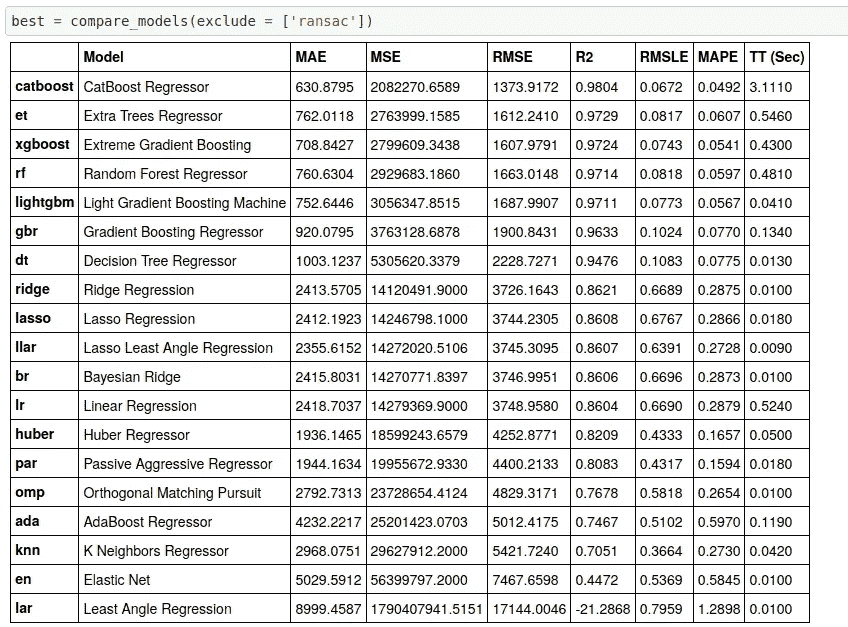 best = compare_models(exclude = ['ransac'])
Model MAE MSE RMSE R2 RMSLE MAPE TT (Sec)
catboost CatBoost Regressor 630.8795 2082270.6589 1373.9172 0.9804 0.0672 0.0492 3.1110
et Extra Trees Regressor 762.0118 2763999.1585 1612.2410 0.9729 0.0817 0.0607 0.5460
xgboost Extreme Gradient Boosting 708.8427 2799609.3438 1607.9791 0.9724 0.0743 0.0541 0.4300
rf Random Forest Regressor 760.6304 2929683.1860 1663.0148 0.9714 0.0818 0.0597 0.4810
lightgbm Light Gradient Boosting Machine 752.6446 3056347.8515 1687.9907 0.9711 0.0773 0.0567 0.0410
gbr Gradient Boosting Regressor 920.0795 3763128.6878 1900.8431 0.9633 0.1024 0.0770 0.1340
dt Decision Tree Regressor 1003.1237 5305620.3379 2228.7271 0.9476 0.1083 0.0775 0.0130
ridge Ridge Regression 2413.5705 14120491.9000 3726.1643 0.8621 0.6689 0.2875 0.0100
lasso Lasso Regression 2412.1923 14246798.1000 3744.2305 0.8608 0.6767 0.2866 0.0180
llar Lasso Least Angle Regression 2355.6152 14272020.5106 3745.3095 0.8607 0.6391 0.2728 0.0090
br Bayesian Ridge 2415.8031 14270771.8397 3746.9951 0.8606 0.6696 0.2873 0.0100
lr Linear Regression 2418.7037 14279369.9000 3748.9580 0.8604 0.6690 0.2879 0.5240
huber Huber Regressor 1936.1465 18599243.6579 4252.8771 0.8209 0.4333 0.1657 0.0500
par Passive Aggressive Regressor 1944.1634 19955672.9330 4400.2133 0.8083 0.4317 0.1594 0.0180
omp Orthogonal Matching Pursuit 2792.7313 23728654.4124 4829.3171 0.7678 0.5818 0.2654 0.0100
ada AdaBoost Regressor 4232.2217 25201423.0703 5012.4175 0.7467 0.5102 0.5970 0.1190
knn K Neighbors Regressor 2968.0751 29627912.2000 5421.7240 0.7051 0.3664 0.2730 0.0420
en Elastic Net 5029.5912 56399797.2000 7467.6598 0.4472 0.5369 0.5845 0.0100
lar Least Angle Regression 8999.4587 1790407941.5151 17144.0046 -21.2868 0.7959 1.2898 0.0100